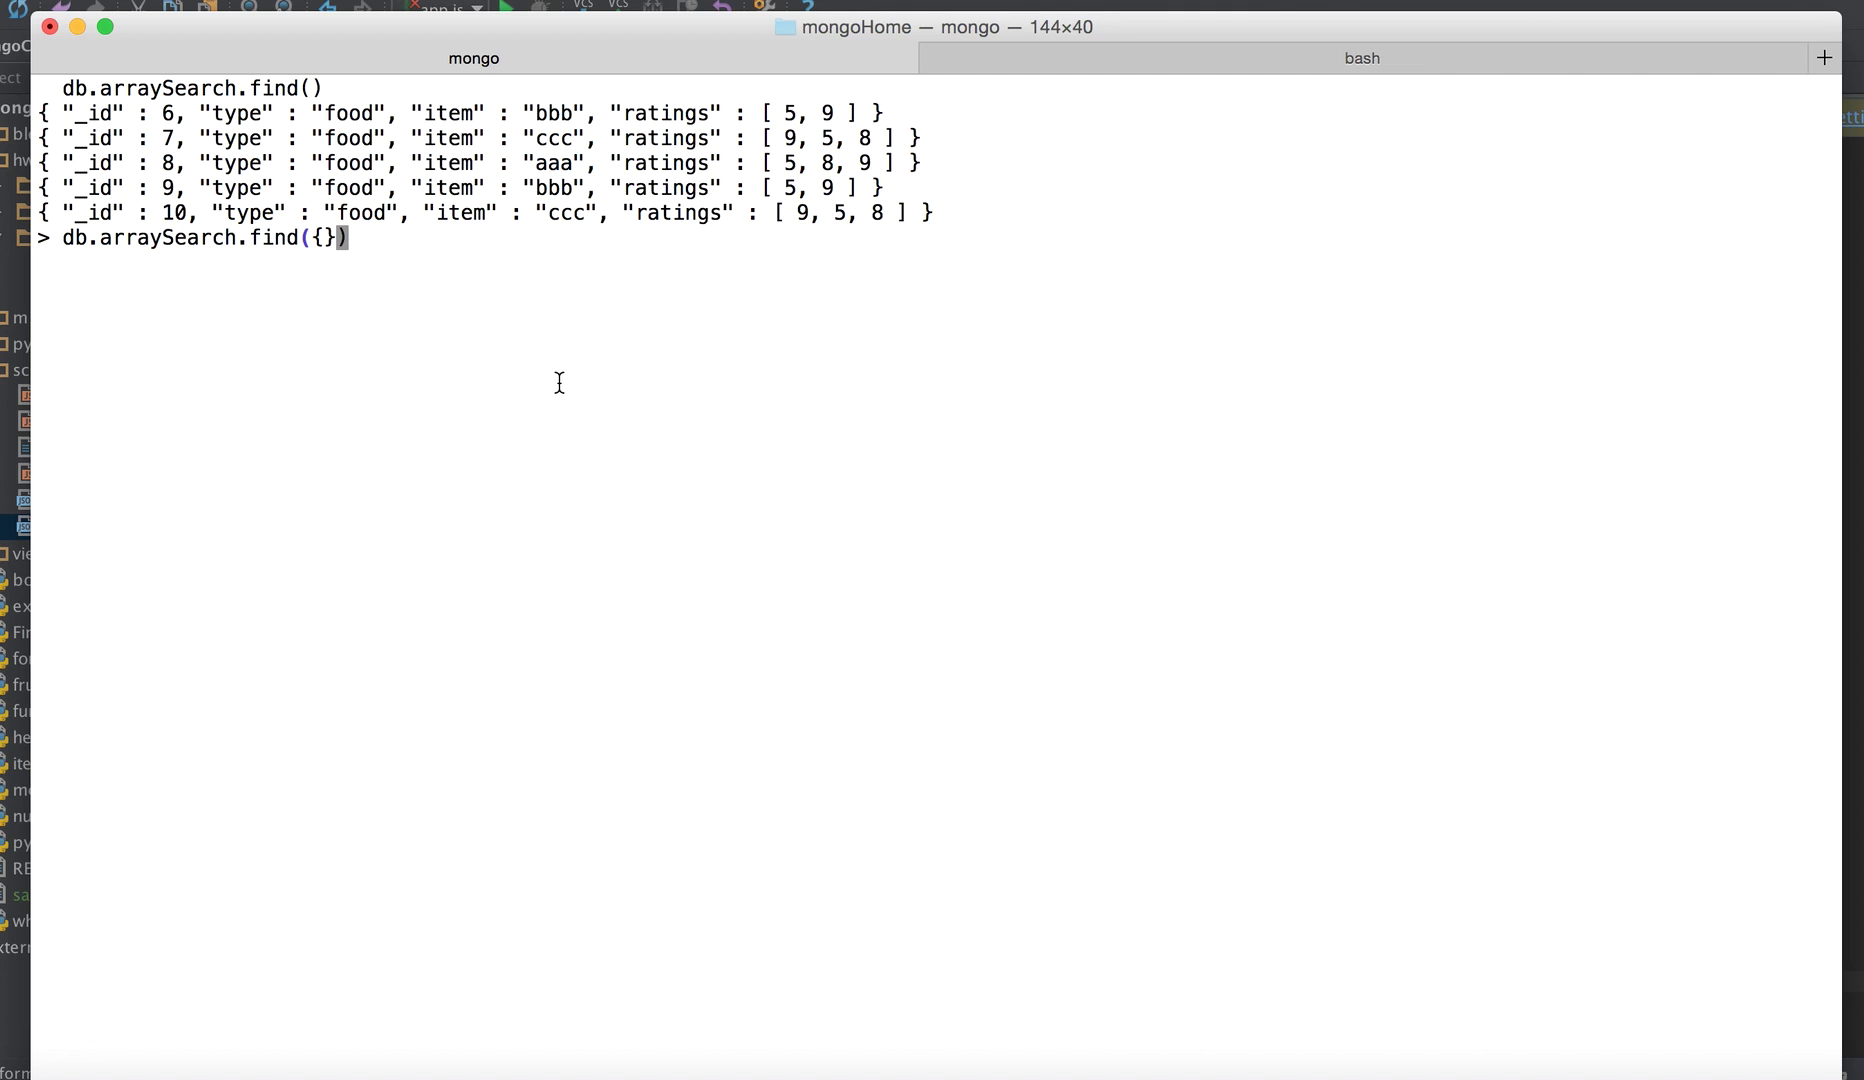 mongoHome — mongo — 144×40
mongo
bash
+
db.arraySearch.find()
{ "_id" : 6, "type" : "food", "item" : "bbb", "ratings" : [ 5, 9 ] }
{ "_id" : 7, "type" : "food", "item" : "ccc", "ratings" : [ 9, 5, 8 ] }
{ "_id" : 8, "type" : "food", "item" : "aaa", "ratings" : [ 5, 8, 9 ] }
{ "_id" : 9, "type" : "food", "item" : "bbb", "ratings" : [ 5, 9 ] }
{ "_id" : 10, "type" : "food", "item" : "ccc", "ratings" : [ 9, 5, 8 ] }
> db.arraySearch.find({})